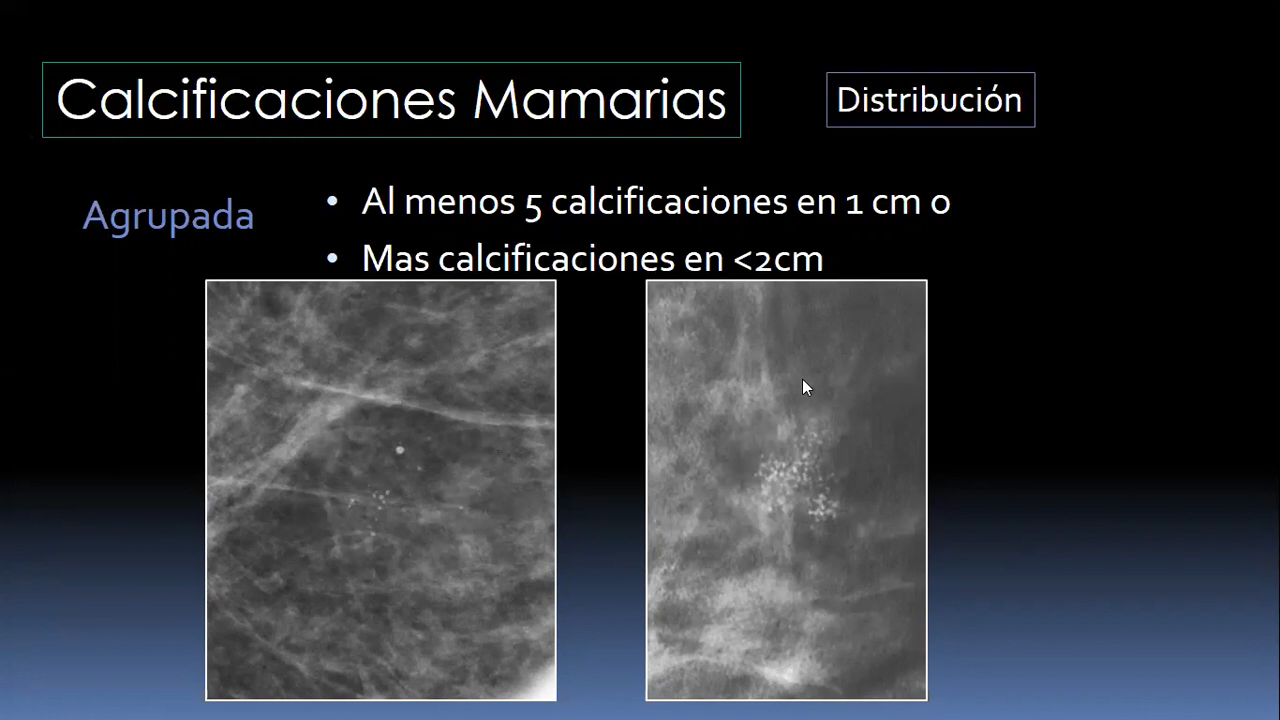 Calcificaciones Mamarias
Distribución
Agrupada
• Al menos 5 calcificaciones en 1 cm o
• Mas calcificaciones en <2cm